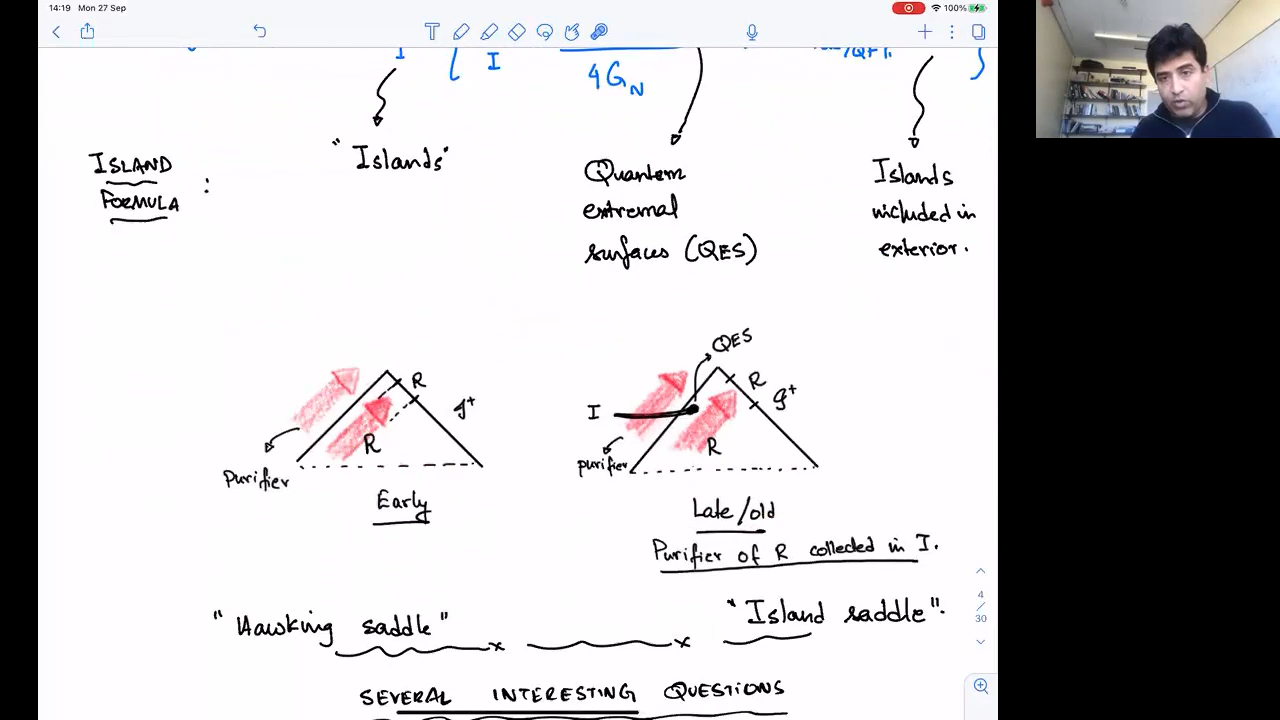 14:19 Mon 27 Sep
100%
I
I
4G_N
/QFT.
"Islands"
ISLAND
FORMULA
:
Quantum
extremal
surfaces (QES)
Islands
included in
exterior.
QES
R
R
g+
g+
I
R
R
Purifier
purifier
Early
Late/old
Purifier of R collected in I.
"Hawking saddle"
"Island saddle".
SEVERAL INTERESTING QUESTIONS
4
/
30